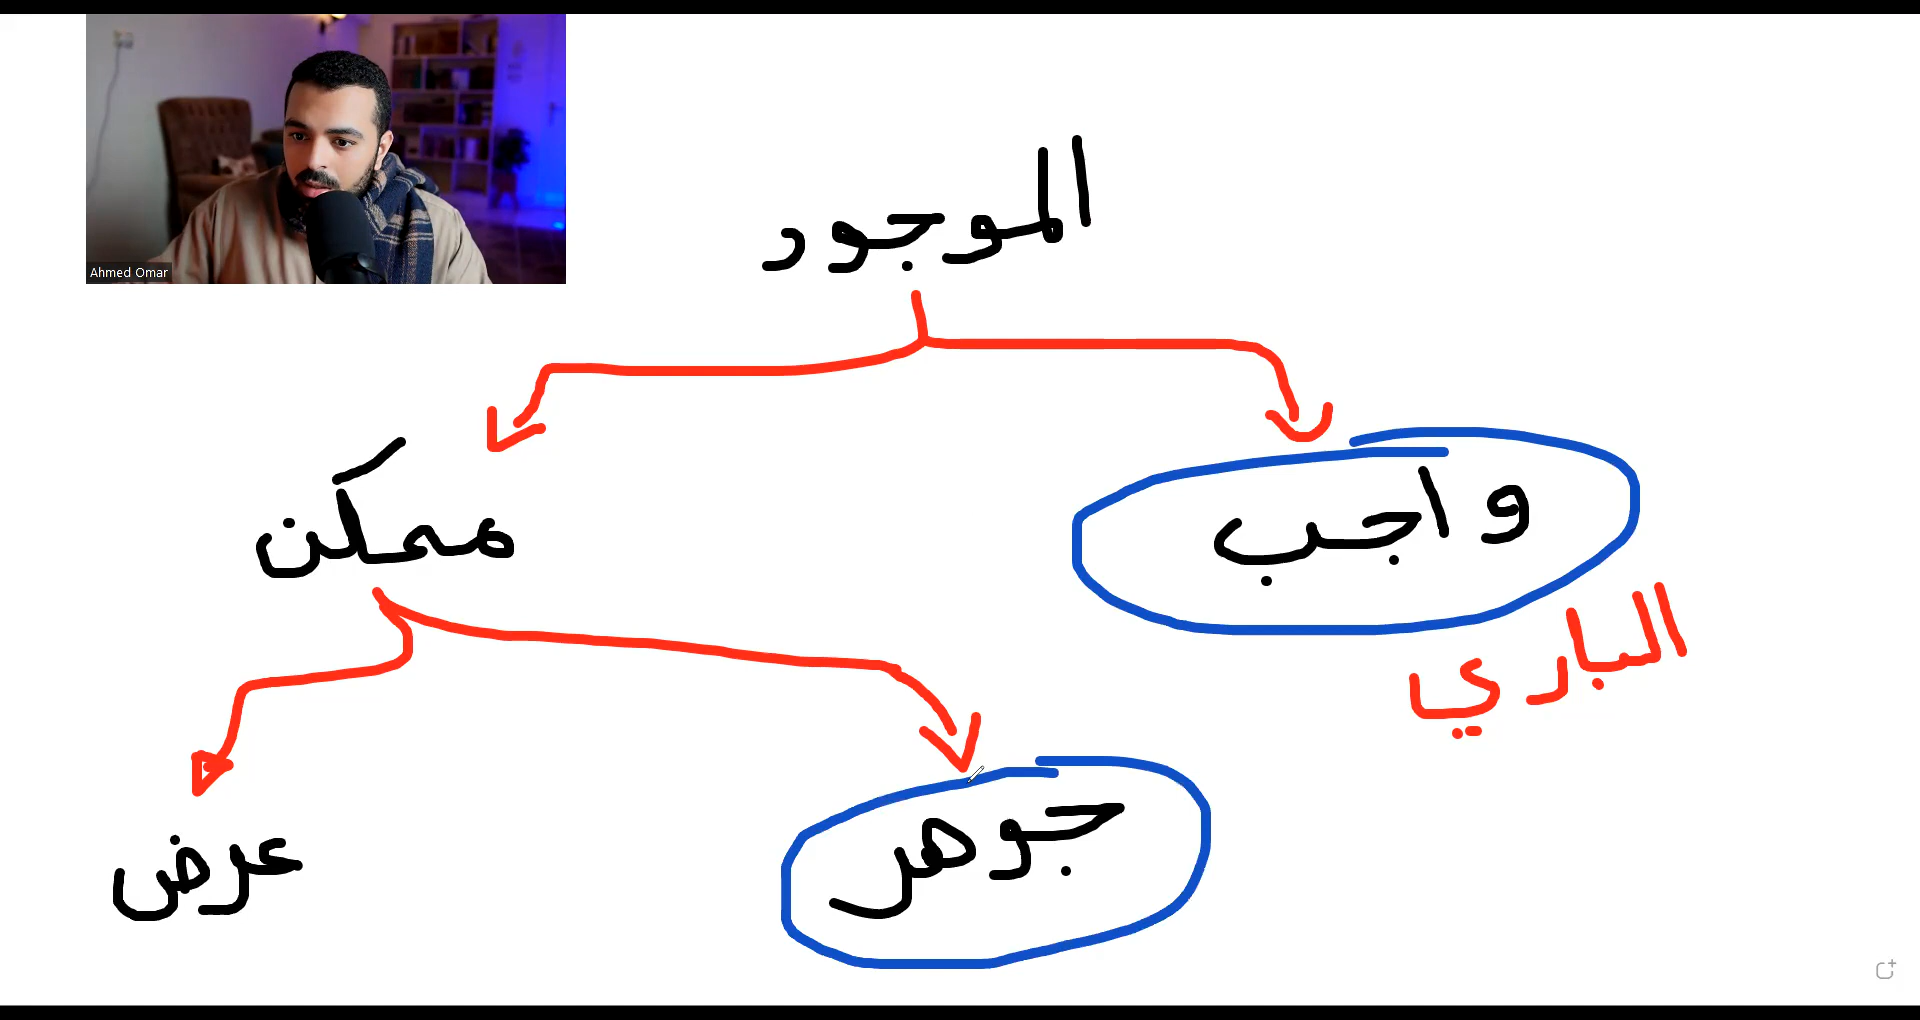 Ahmed Omar
الموجود
واجب
ممكن
الباري
جوهر
عرض